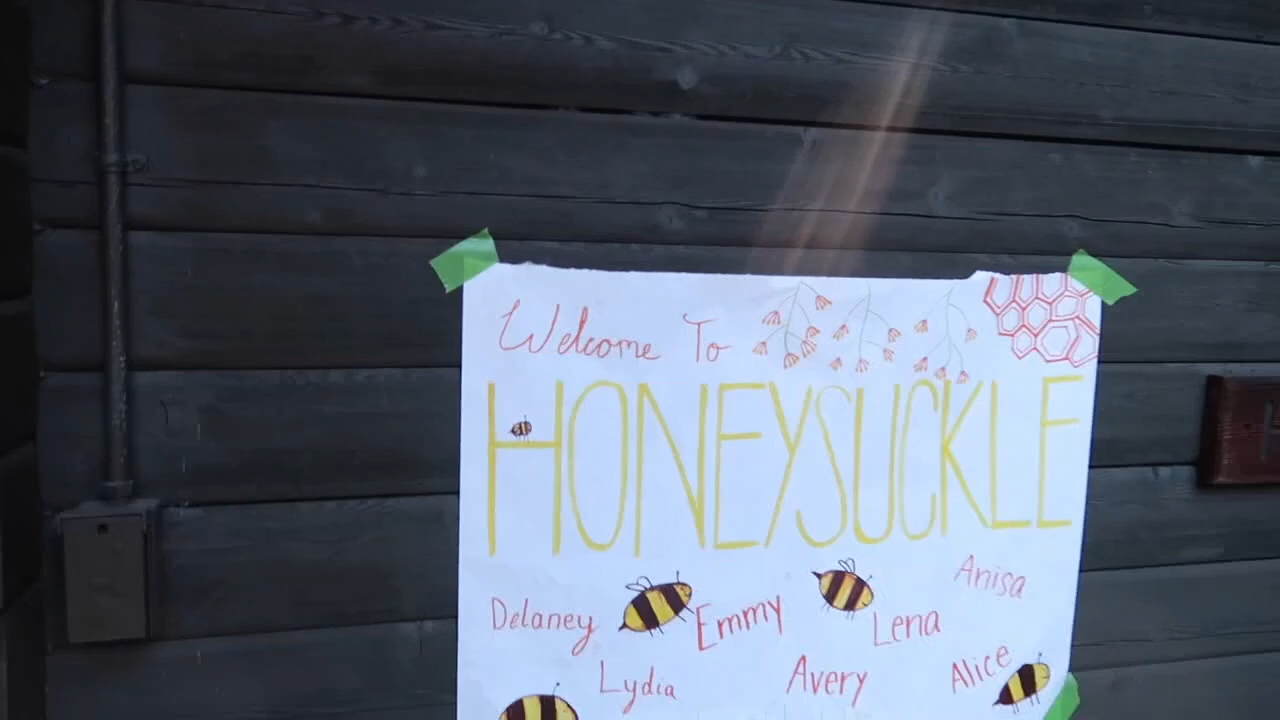 Welcome To
HONEYSUCKLE
Anisa
Delaney Emmy Lena
Lydia Avery Alice